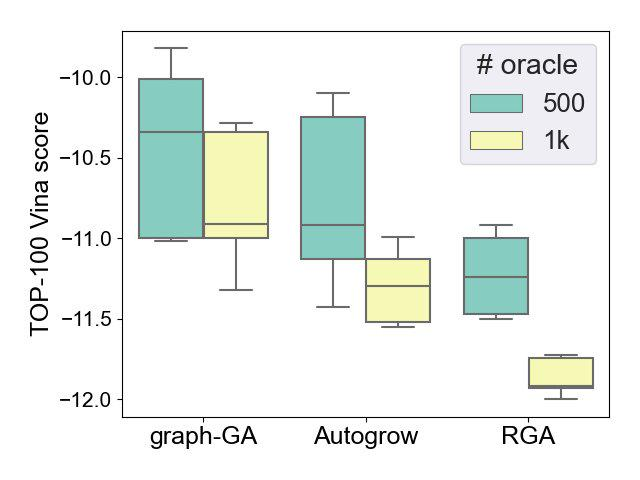 TOP-100 Vina score
−10.0
−10.5
−11.0
−11.5
−12.0
# oracle
500
1k
graph-GA
Autogrow
RGA